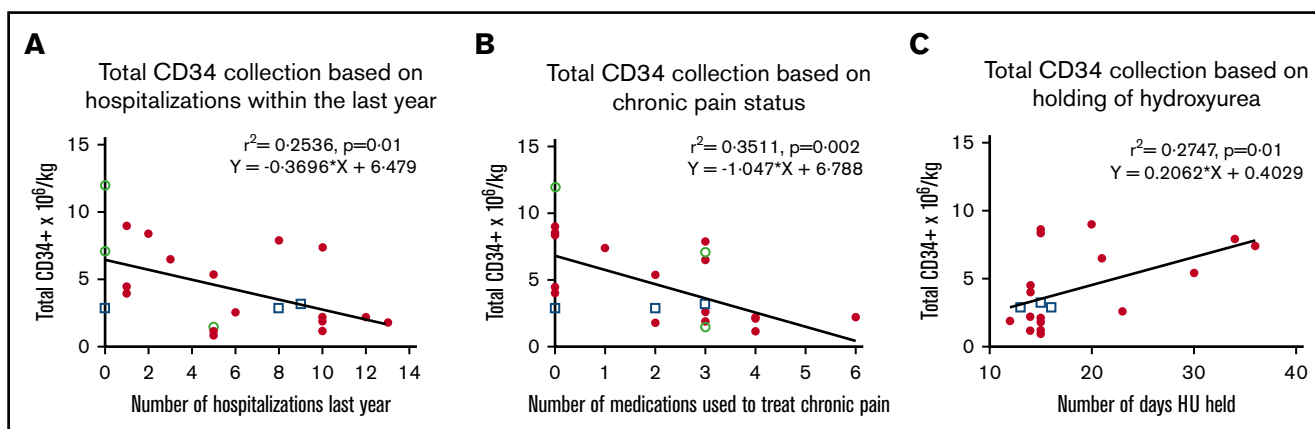 A
Total CD34 collection based on
hospitalizations within the last year
r²= 0·2536, p=0·01
Y = -0·3696*X + 6·479
Total CD34+ x 10⁶/kg
15
10
5
0
0 2 4 6 8 10 12 14
Number of hospitalizations last year
B
Total CD34 collection based on
chronic pain status
r²= 0·3511, p=0·002
Y = -1·047*X + 6·788
Total CD34+ x 10⁶/kg
15
10
5
0
0 1 2 3 4 5 6
Number of medications used to treat chronic pain
C
Total CD34 collection based on
holding of hydroxyurea
r²= 0·2747, p=0·01
Y = 0.2062*X + 0.4029
Total CD34+ x 10⁶/kg
15
10
5
0
10 20 30 40
Number of days HU held